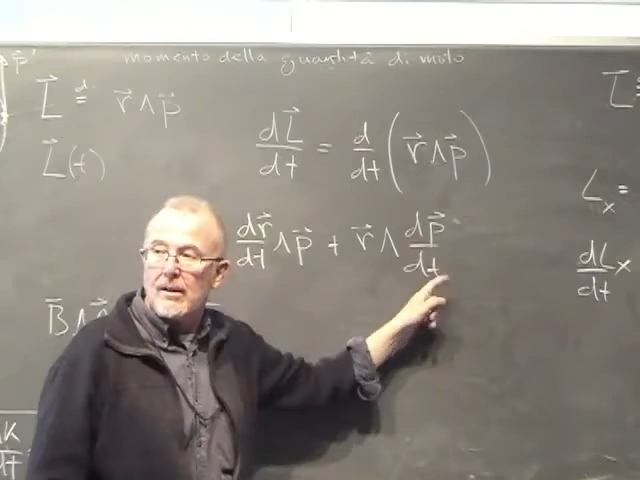 momento della quantità di moto
p⃗'
L⃗ d= r⃗ ∧ p⃗
L⃗(t)
dL⃗/dt = d/dt (r⃗ ∧ p⃗)
dr⃗/dt ∧ p⃗ + r⃗ ∧ dp⃗/dt
L⃗ =
Lx =
dLx/dt